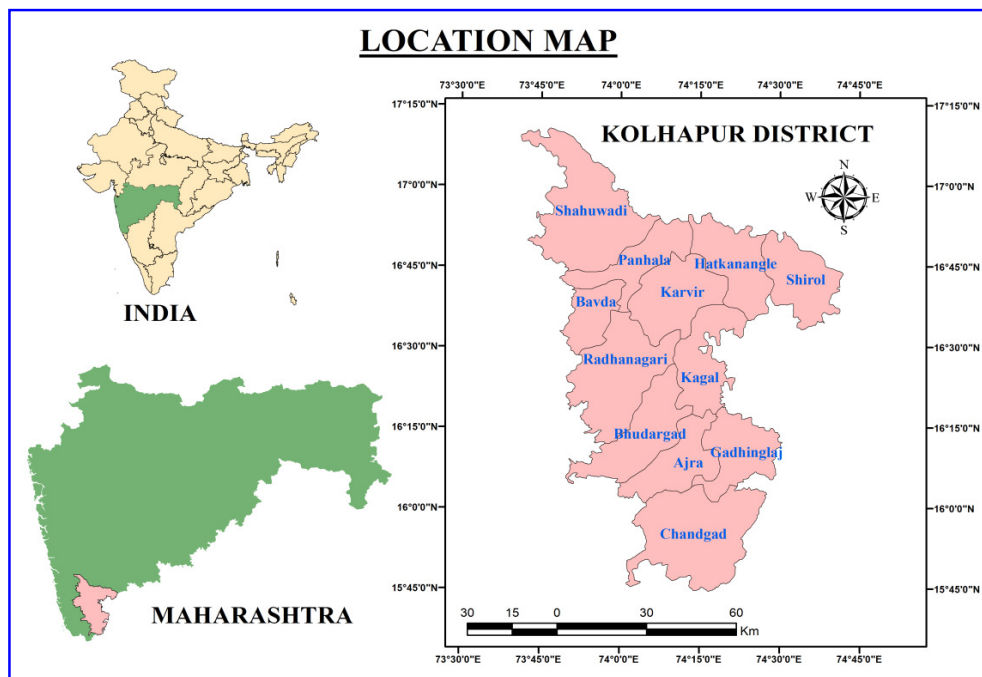 LOCATION MAP
INDIA
MAHARASHTRA
73°30'0"E 73°45'0"E 74°0'0"E 74°15'0"E 74°30'0"E 74°45'0"E
17°15'0"N 17°15'0"N
KOLHAPUR DISTRICT
N
W E
S
17°0'0"N 17°0'0"N
Shahuwadi
Panhala Hatkanangle
16°45'0"N 16°45'0"N
Shirol
Karvir
Bavda
16°30'0"N 16°30'0"N
Radhanagari
Kagal
16°15'0"N 16°15'0"N
Bhudargad
Gadhinglaj
Ajra
16°0'0"N 16°0'0"N
Chandgad
15°45'0"N 15°45'0"N
30 15 0 30 60
Km
73°30'0"E 73°45'0"E 74°0'0"E 74°15'0"E 74°30'0"E 74°45'0"E